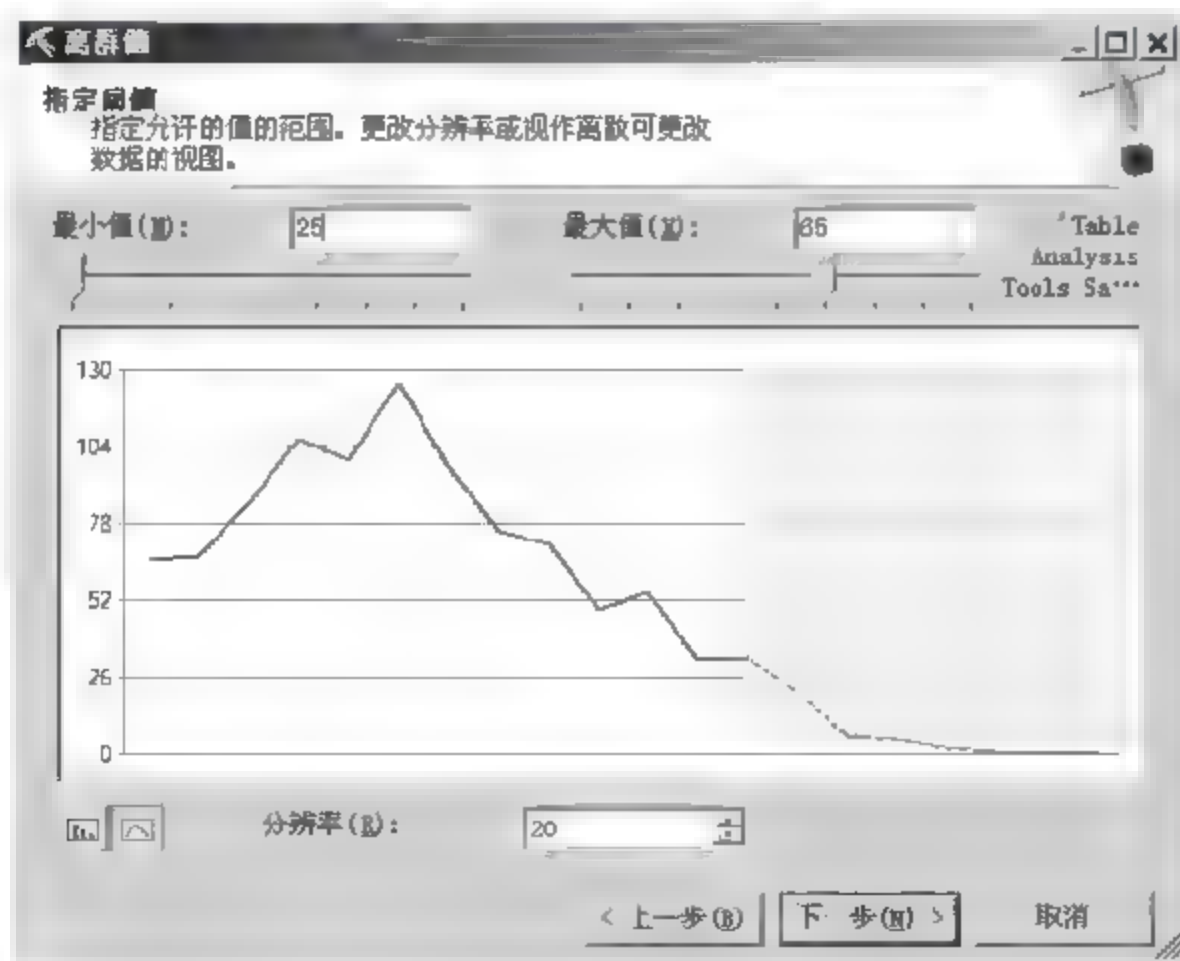 离群值
指定阈值
指定允许的值的范围。更改分辨率或视作离散可更改
数据的视图。
最小值(M): 25
最大值(X): 65
Table
Analysis
Tools Sa...
130
104
78
52
26
0
分辨率(R): 20
< 上一步(B)
下一步(N) >
取消